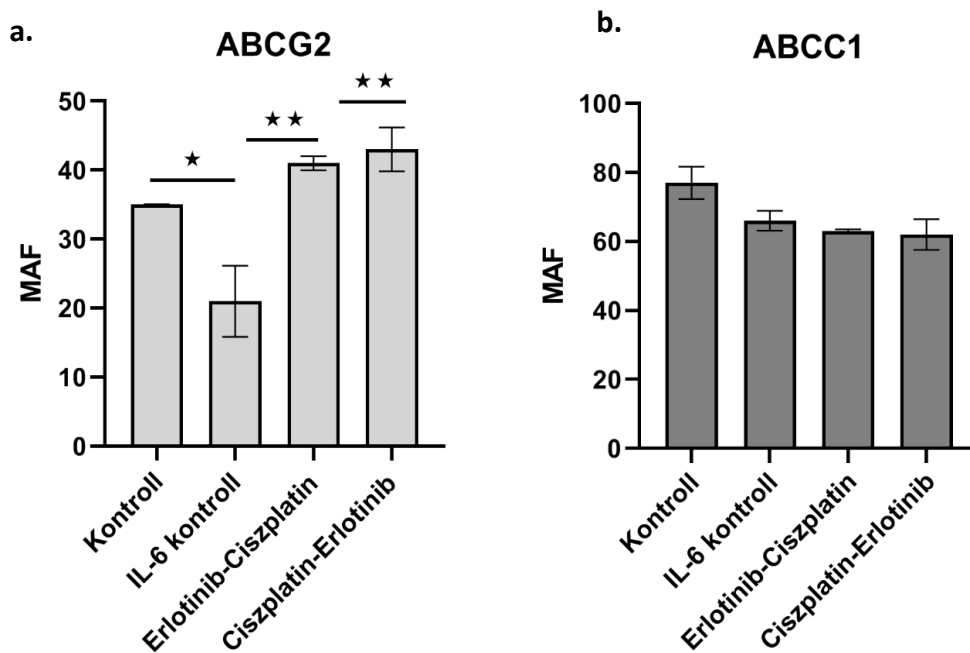 a.
ABCG2
★
★★
★★
50
40
30
20
10
0
MAF
Kontroll
IL-6 kontroll
Erlotinib-Ciszplatin
Ciszplatin-Erlotinib
b.
ABCC1
100
80
60
40
20
0
MAF
Kontroll
IL-6 kontroll
Erlotinib-Ciszplatin
Ciszplatin-Erlotinib